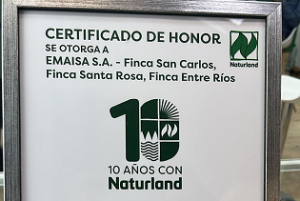 CERTIFICADO DE HONOR
SE OTORGA A
EMAISA S.A. - Finca San Carlos,
Finca Santa Rosa, Finca Entre Ríos
Naturland
10
10 AÑOS CON
Naturland